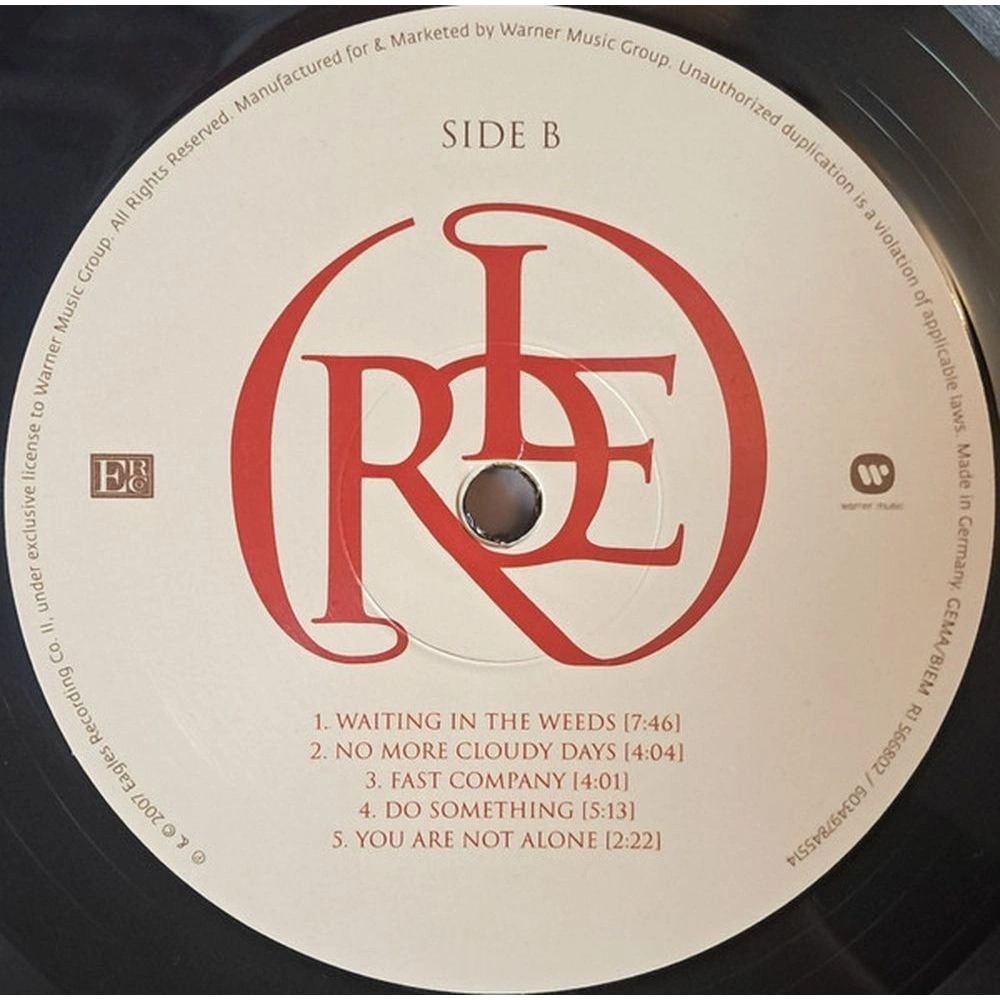 SIDE B
℗ & © 2007 Eagles Recording Co. II, under exclusive license to Warner Music Group. All Rights Reserved. Manufactured for & Marketed by Warner Music Group. Unauthorized duplication is a violation of applicable laws. Made in Germany. GEMA/BIEM R1 566802 / 603497845514
ERC
warner music
1. WAITING IN THE WEEDS [7:46]
2. NO MORE CLOUDY DAYS [4:04]
3. FAST COMPANY [4:01]
4. DO SOMETHING [5:13]
5. YOU ARE NOT ALONE [2:22]